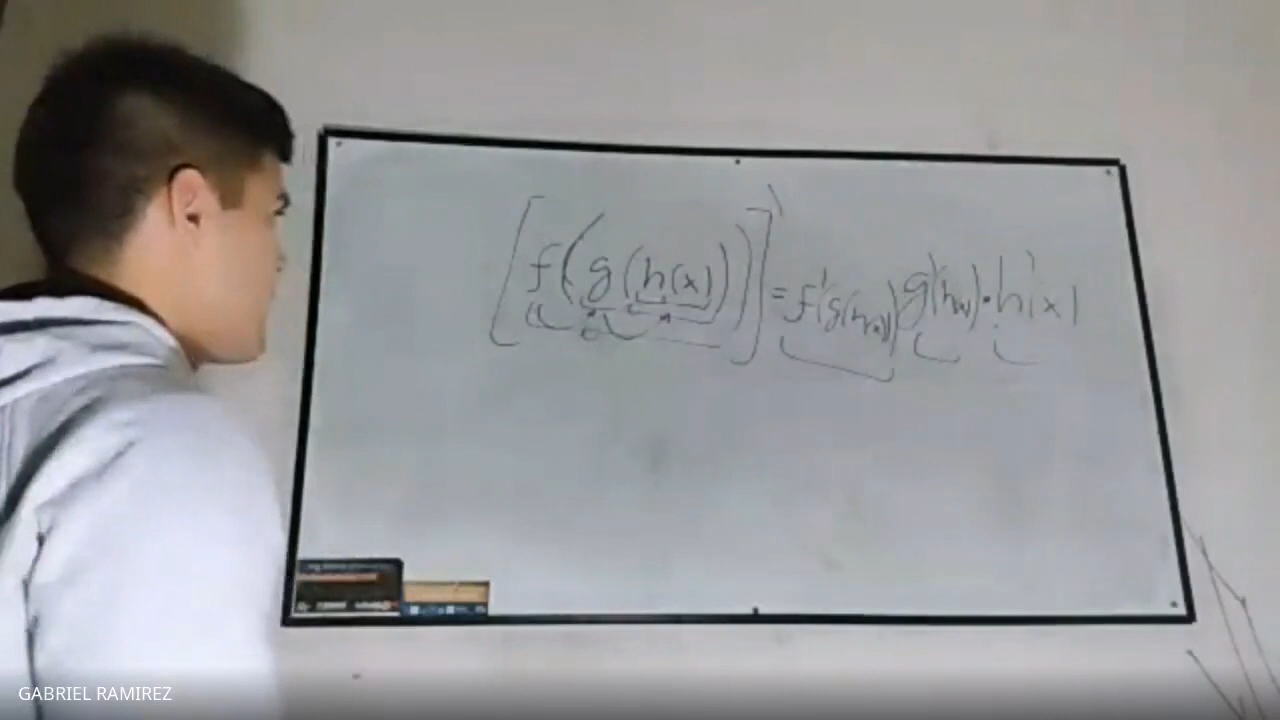 [f(g(h(x)))]' = f'(g(h(x))) g'(h(x)) · h'(x)
GABRIEL RAMIREZ